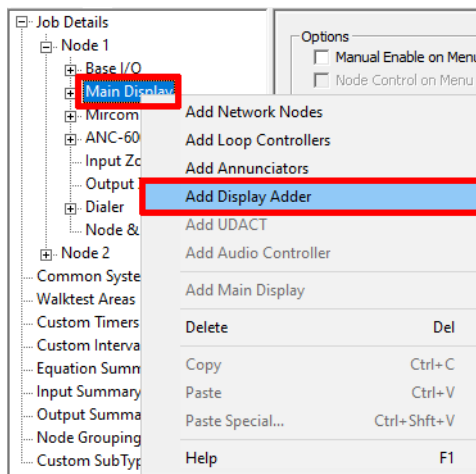 Job Details
Node 1
Base I/O
Main Display
Mircom
ANC-60
Input Zo
Output
Dialer
Node &
Node 2
Common Syste
Walktest Areas
Custom Timers
Custom Interva
Equation Summ
Input Summary
Output Summa
Node Grouping
Custom SubTyp
Options
Manual Enable on Menu
Node Control on Menu
Add Network Nodes
Add Loop Controllers
Add Annunciators
Add Display Adder
Add UDACT
Add Audio Controller
Add Main Display
Delete Del
Copy Ctrl+C
Paste Ctrl+V
Paste Special... Ctrl+Shft+V
Help F1